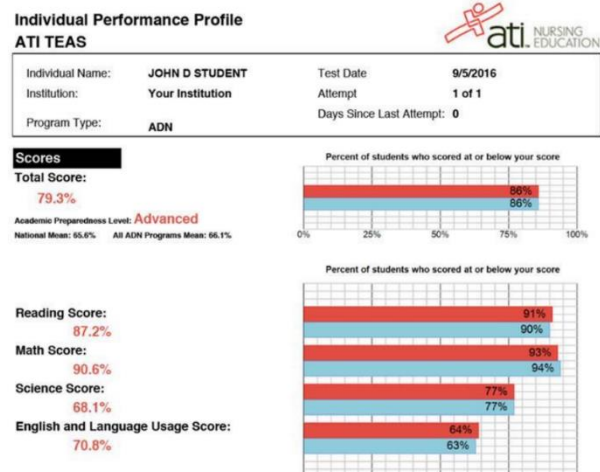 Individual Performance Profile
ATI TEAS
ati. NURSING EDUCATION
Individual Name: JOHN D STUDENT Test Date 9/5/2016
Institution: Your Institution Attempt 1 of 1
Days Since Last Attempt: 0
Program Type: ADN
Scores
Percent of students who scored at or below your score
Total Score:
79.3%
86%
86%
Academic Preparedness Level: Advanced
National Mean: 65.6% All ADN Programs Mean: 66.1%
0% 25% 50% 75% 100%
Percent of students who scored at or below your score
Reading Score: 91%
87.2% 90%
Math Score: 93%
90.6% 94%
Science Score: 77%
68.1% 77%
English and Language Usage Score: 64%
70.8% 63%